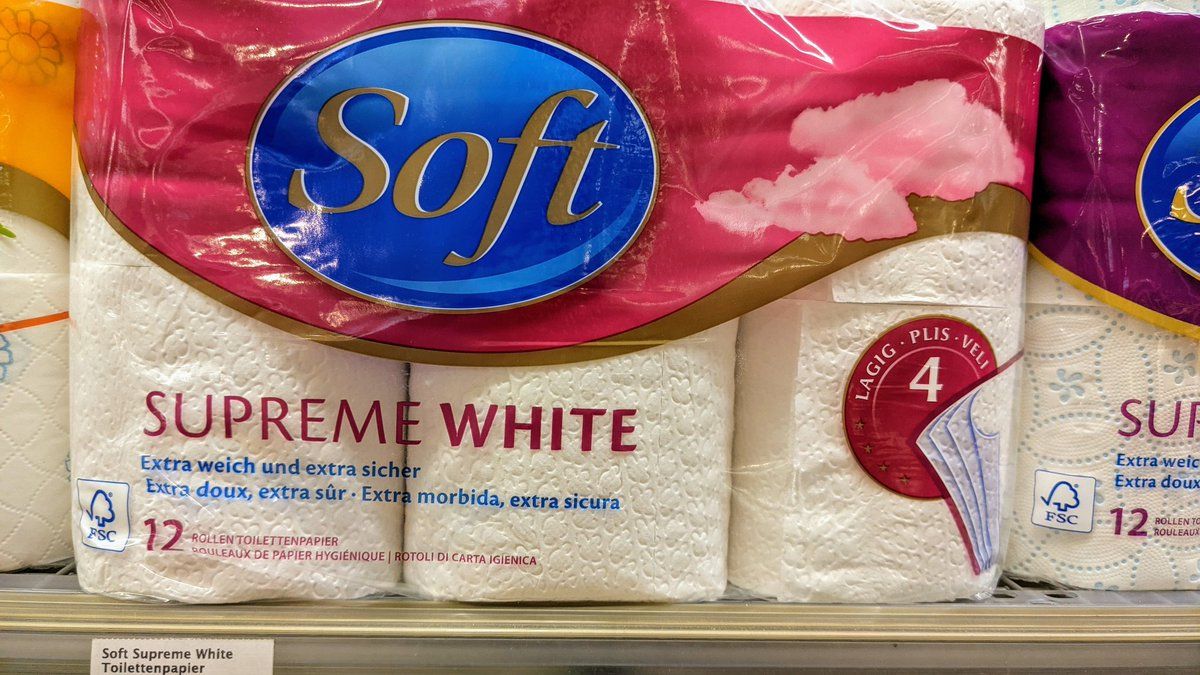 Soft
LAGIG · PLIS · VELI
4
SUPREME WHITE
Extra weich und extra sicher
Extra doux, extra sûr · Extra morbida, extra sicura
FSC
12 ROLLEN TOILETTENPAPIER
ROULEAUX DE PAPIER HYGIÉNIQUE | ROTOLI DI CARTA IGIENICA
Extra
Extra doux
FSC
12 ROLLEN
ROULEAUX
Soft Supreme White
Toilettenpapier